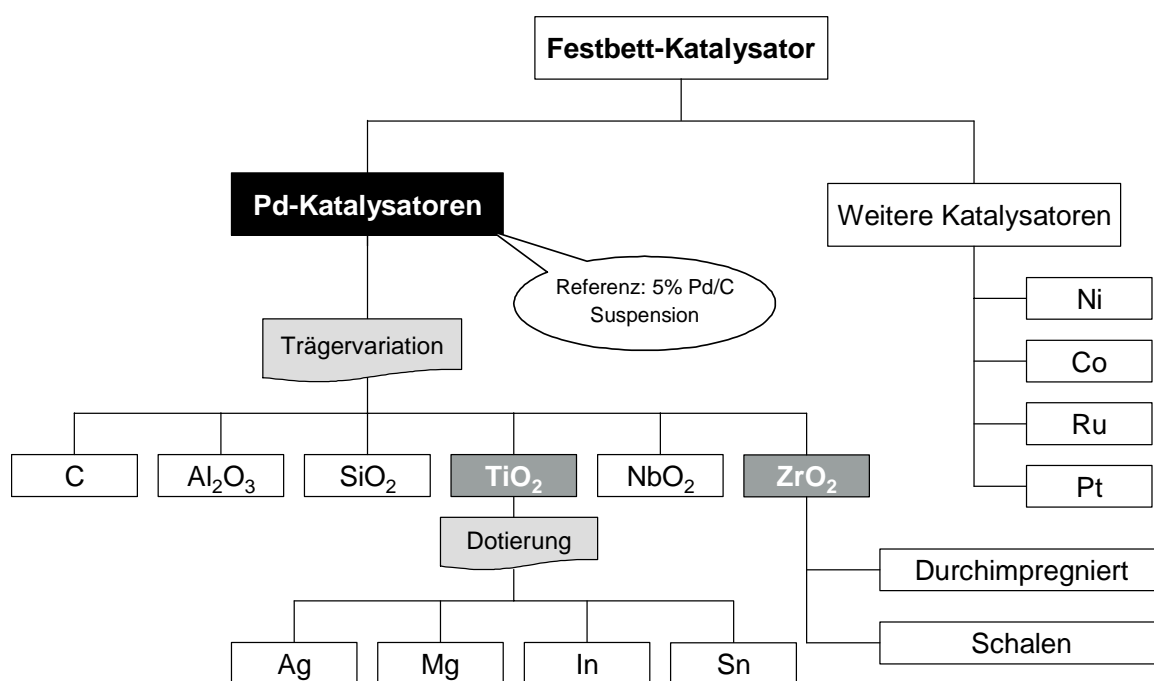 Festbett-Katalysator
Pd-Katalysatoren
Weitere Katalysatoren
Referenz: 5% Pd/C
Suspension
Ni
Trägervariation
Co
Ru
C
Al₂O₃
SiO₂
TiO₂
NbO₂
ZrO₂
Pt
Dotierung
Durchimpregniert
Schalen
Ag
Mg
In
Sn